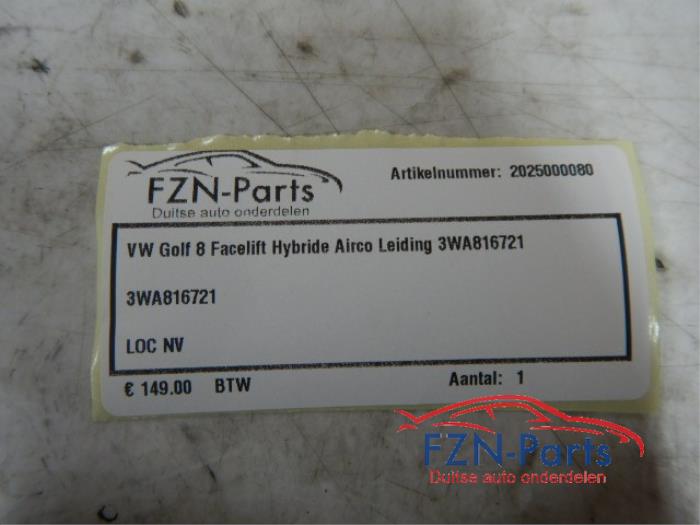 FZN-Parts
Duitse auto onderdelen
Artikelnummer: 2025000080
VW Golf 8 Facelift Hybride Airco Leiding 3WA816721
3WA816721
LOC NV
€ 149.00 BTW
Aantal: 1
FZN-Parts
Duitse auto onderdelen